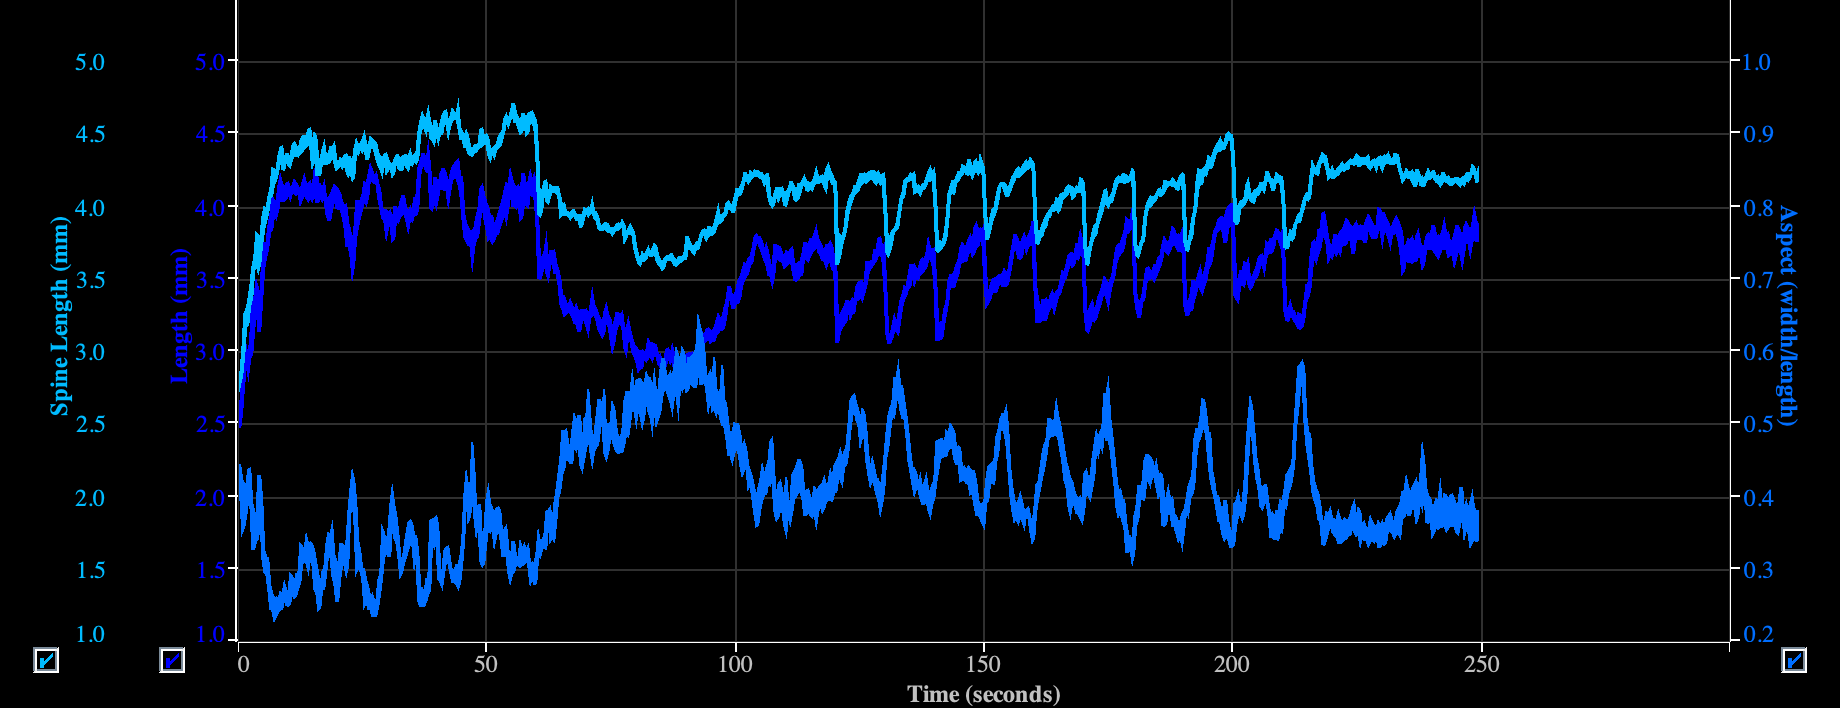 5.0 5.0 1.0
4.5 4.5 0.9
4.0 4.0 0.8
3.5 3.5 0.7
3.0 3.0 0.6
2.5 2.5 0.5
2.0 2.0 0.4
1.5 1.5 0.3
1.0 1.0 0.2
Spine Length (mm)
Length (mm)
Aspect (width/length)
0 50 100 150 200 250
Time (seconds)